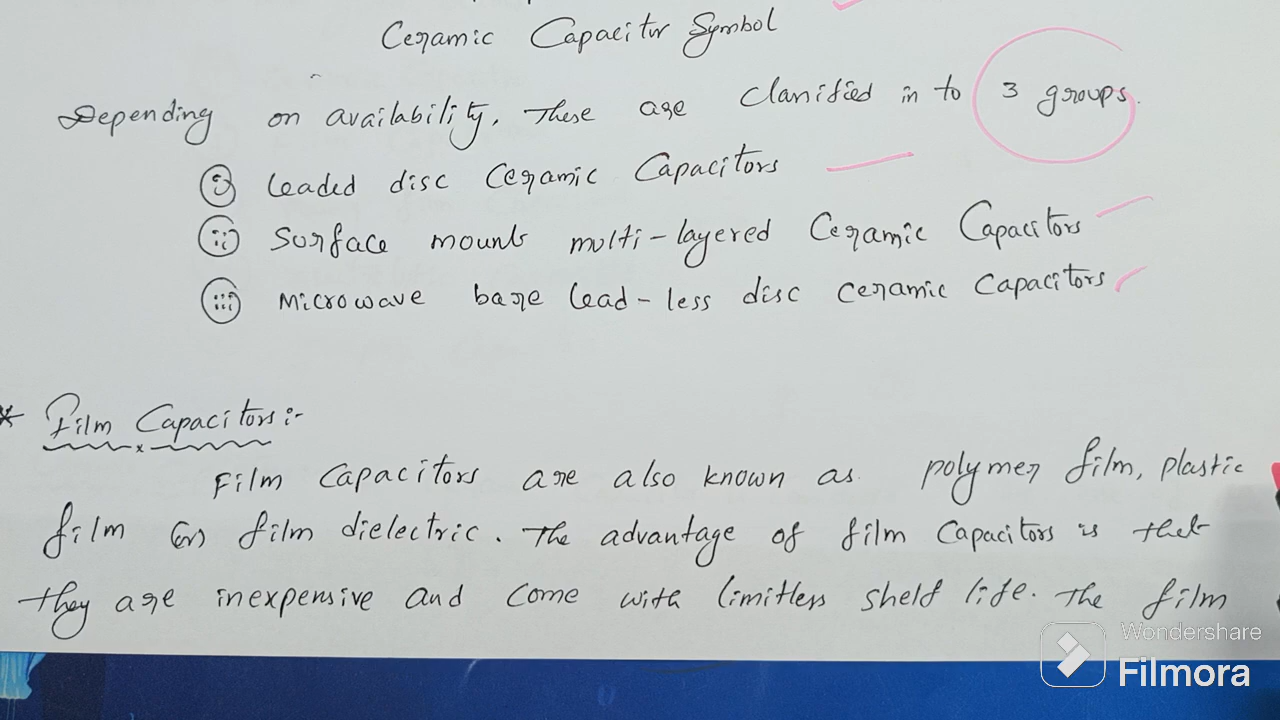 Ceramic Capacitor Symbol
Depending on availability, These are classified in to 3 groups.
(i) leaded disc Ceramic Capacitors
(ii) Surface mounts multi-layered Ceramic Capacitors
(iii) Microwave bare lead-less disc ceramic Capacitors
* Film Capacitors:-
Film Capacitors are also known as polymer film, plastic
film (or) film dielectric. The advantage of film Capacitors is that
they are inexpensive and come with limitless shelf life. The film
Wondershare
Filmora